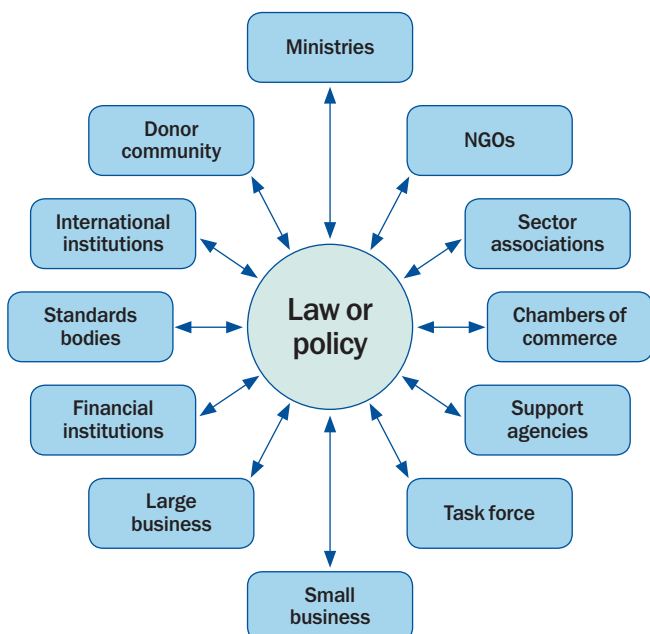 Ministries
Donor
community
NGOs
International
institutions
Sector
associations
Standards
bodies
Law or
policy
Chambers of
commerce
Financial
institutions
Support
agencies
Large
business
Task force
Small
business